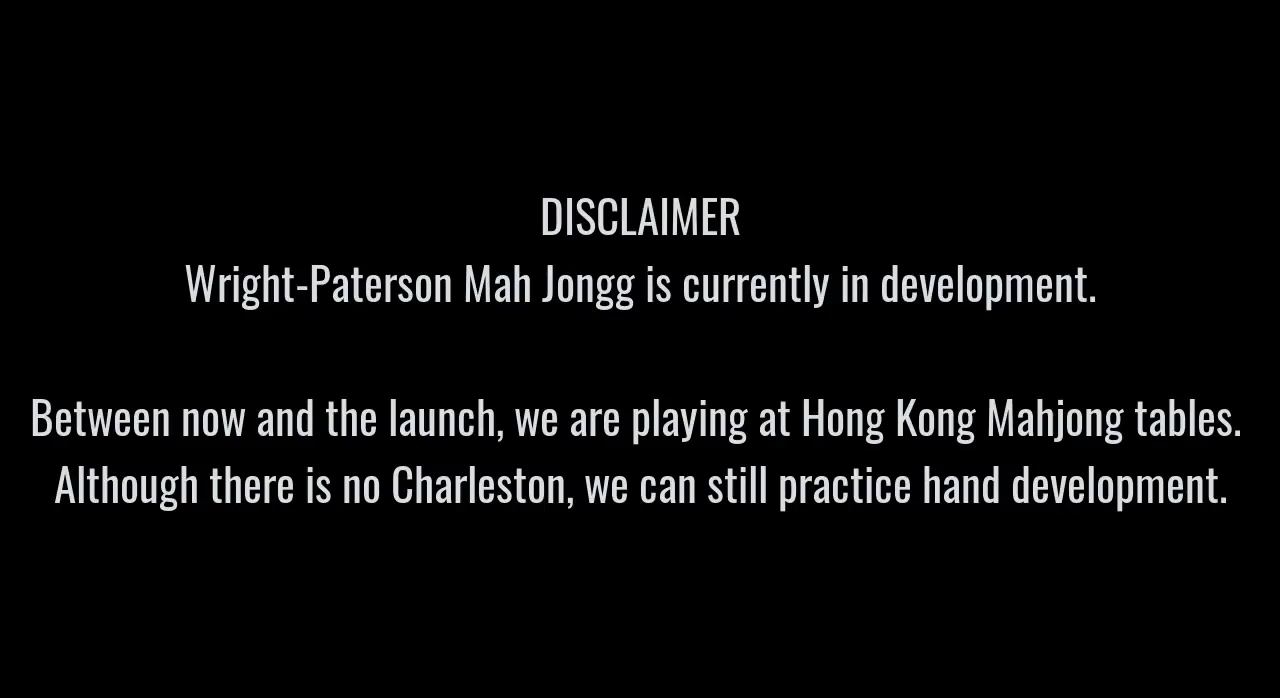 DISCLAIMER
Wright-Paterson Mah Jongg is currently in development.
Between now and the launch, we are playing at Hong Kong Mahjong tables.
Although there is no Charleston, we can still practice hand development.